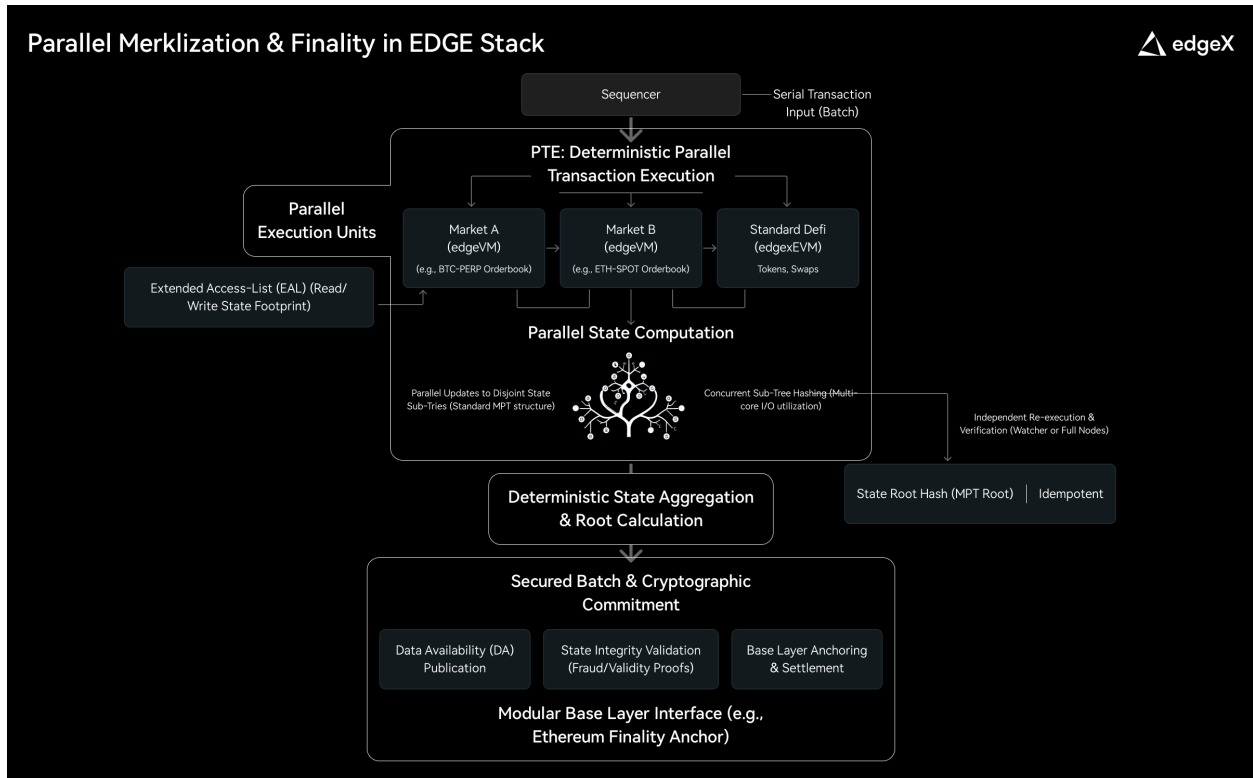 Parallel Merklization & Finality in EDGE Stack
edgeX
Sequencer
Serial Transaction
Input (Batch)
PTE: Deterministic Parallel
Transaction Execution
Parallel
Execution Units
Market A
(edgeVM)
(e.g., BTC-PERP Orderbook)
Market B
(edgeVM)
(e.g., ETH-SPOT Orderbook)
Standard Defi
(edgexEVM)
Tokens, Swaps
Extended Access-List (EAL) (Read/
Write State Footprint)
Parallel State Computation
Parallel Updates to Disjoint State
Sub-Tries (Standard MPT structure)
Concurrent Sub-Tree Hashing (Multi-
core I/O utilization)
Independent Re-execution &
Verification (Watcher or Full Nodes)
State Root Hash (MPT Root)
Idempotent
Deterministic State Aggregation
& Root Calculation
Secured Batch & Cryptographic
Commitment
Data Availability (DA)
Publication
State Integrity Validation
(Fraud/Validity Proofs)
Base Layer Anchoring
& Settlement
Modular Base Layer Interface (e.g.,
Ethereum Finality Anchor)